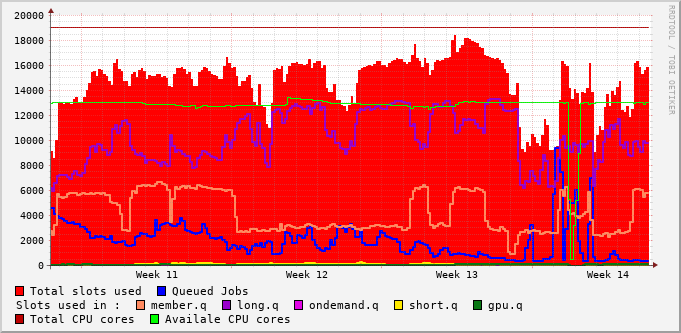 RRDTOOL / TOBI OETIKER
20000
18000
16000
14000
12000
10000
8000
6000
4000
2000
0
Week 11 Week 12 Week 13 Week 14
Total slots used Queued Jobs
Slots used in : member.q long.q ondemand.q short.q gpu.q
Total CPU cores Availale CPU cores